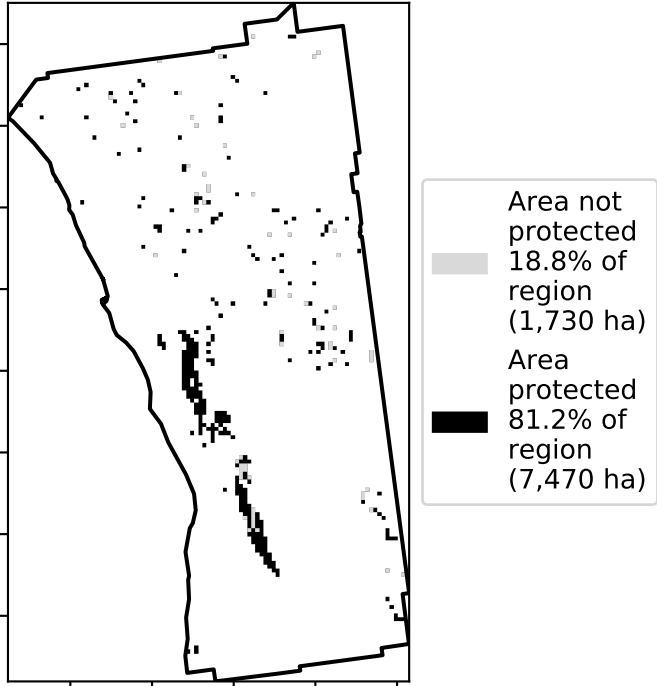 Area not
protected
18.8% of
region
(1,730 ha)
Area
protected
81.2% of
region
(7,470 ha)